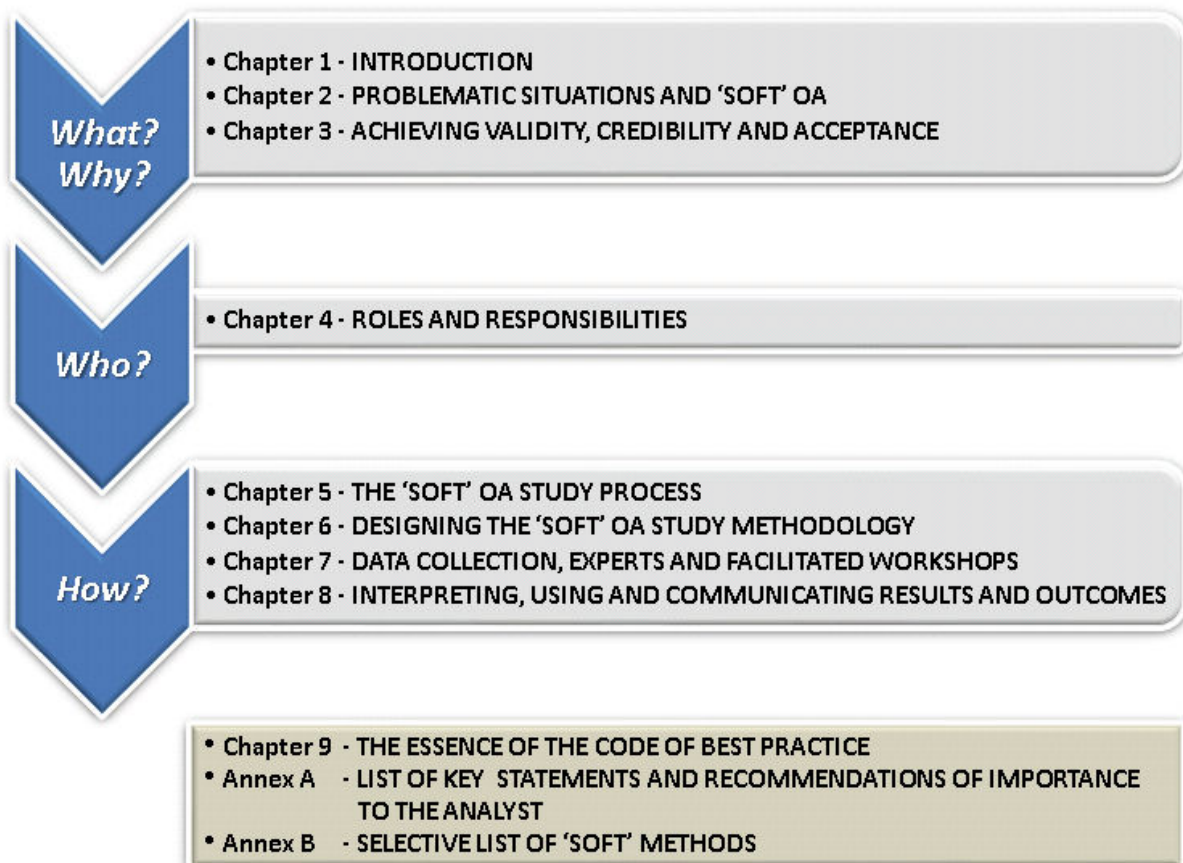 What?
Why?
• Chapter 1 - INTRODUCTION
• Chapter 2 - PROBLEMATIC SITUATIONS AND ‘SOFT’ OA
• Chapter 3 - ACHIEVING VALIDITY, CREDIBILITY AND ACCEPTANCE
Who?
• Chapter 4 - ROLES AND RESPONSIBILITIES
How?
• Chapter 5 - THE ‘SOFT’ OA STUDY PROCESS
• Chapter 6 - DESIGNING THE ‘SOFT’ OA STUDY METHODOLOGY
• Chapter 7 - DATA COLLECTION, EXPERTS AND FACILITATED WORKSHOPS
• Chapter 8 - INTERPRETING, USING AND COMMUNICATING RESULTS AND OUTCOMES
• Chapter 9 - THE ESSENCE OF THE CODE OF BEST PRACTICE
• Annex A - LIST OF KEY STATEMENTS AND RECOMMENDATIONS OF IMPORTANCE
TO THE ANALYST
• Annex B - SELECTIVE LIST OF ‘SOFT’ METHODS